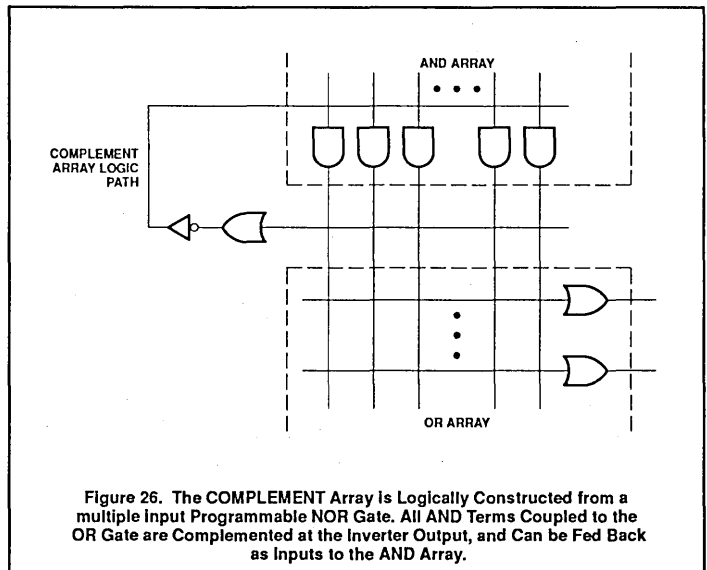 AND ARRAY
COMPLEMENT
ARRAY LOGIC
PATH
OR ARRAY
Figure 26. The COMPLEMENT Array is Logically Constructed from a
multiple input Programmable NOR Gate. All AND Terms Coupled to the
OR Gate are Complemented at the Inverter Output, and Can be Fed Back
as Inputs to the AND Array.